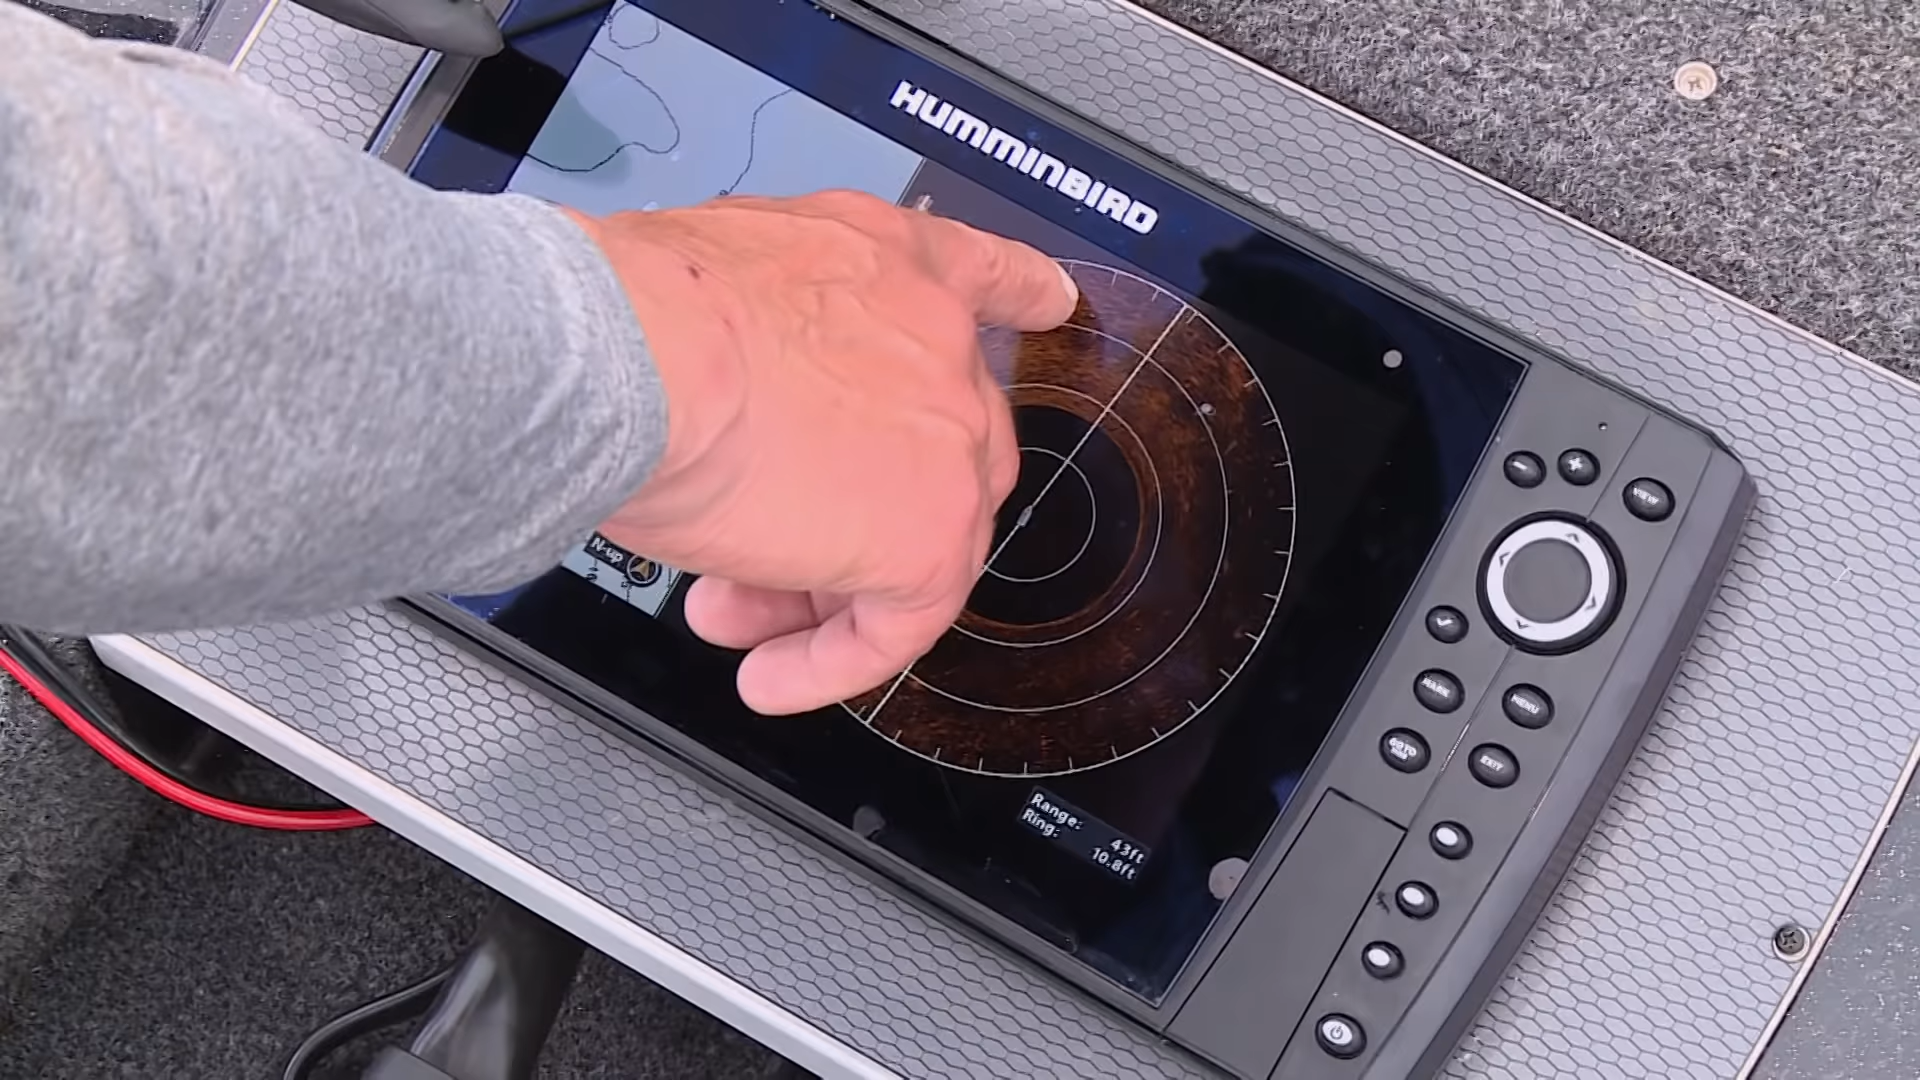 HUMMINBIRD
N-up
Range: 43ft
Ring: 10.8ft
VIEW
MARK
MENU
GOTO
EXIT